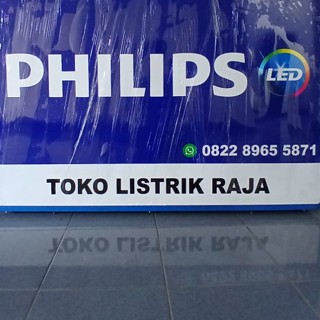 PHILIPS
LED
0822 8965 5871
TOKO LISTRIK RAJA